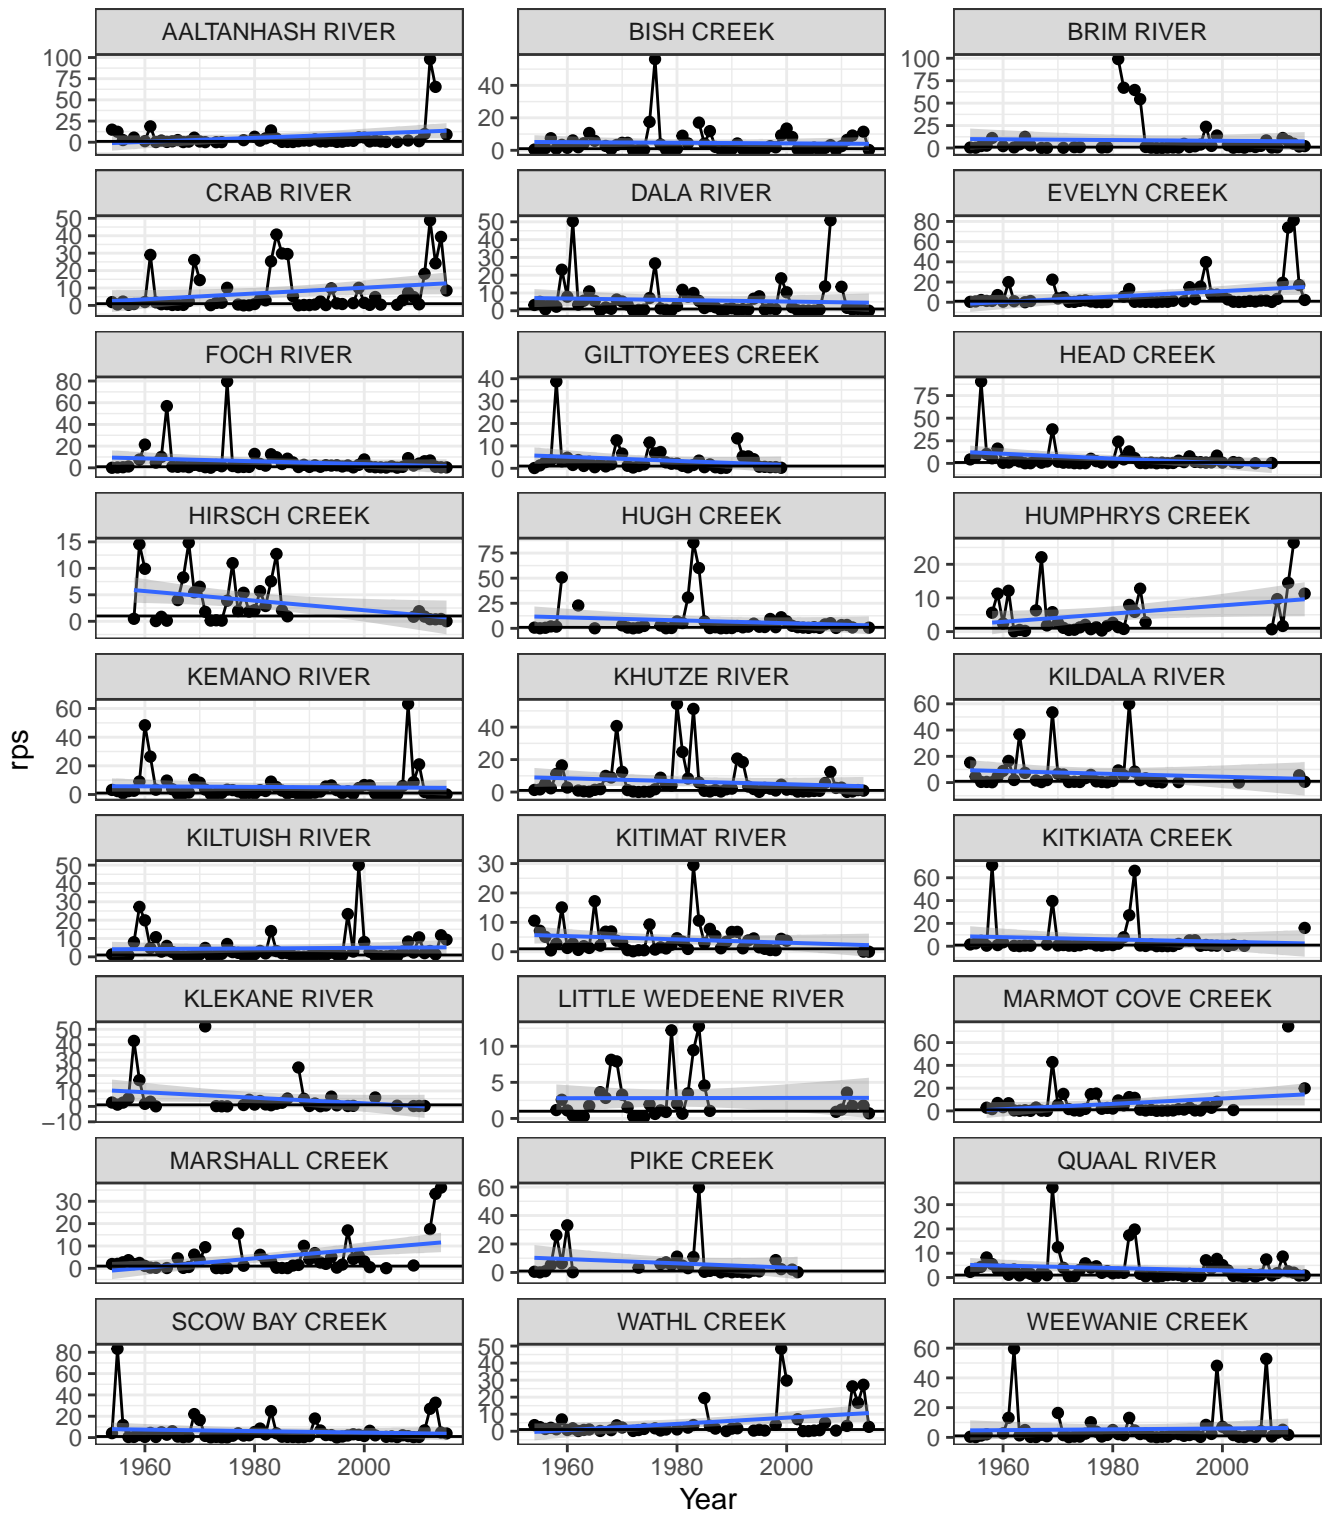 AALTANHASH RIVER BISH CREEK BRIM RIVER
100 75 50 25 0
40 20 0
100 75 50 25 0
CRAB RIVER DALA RIVER EVELYN CREEK
50 40 30 20 10 0
50 40 30 20 10 0
80 60 40 20 0
FOCH RIVER GILTTOYEES CREEK HEAD CREEK
80 60 40 20 0
40 30 20 10 0
75 50 25 0
HIRSCH CREEK HUGH CREEK HUMPHRYS CREEK
15 10 5 0
75 50 25 0
20 10 0
KEMANO RIVER KHUTZE RIVER KILDALA RIVER
60 40 20 0
40 20 0
60 40 20 0
rps
KILTUISH RIVER KITIMAT RIVER KITKIATA CREEK
50 40 30 20 10 0
30 20 10 0
60 40 20 0
KLEKANE RIVER LITTLE WEDEENE RIVER MARMOT COVE CREEK
50 40 30 20 10 0 −10
10 5 0
60 40 20 0
MARSHALL CREEK PIKE CREEK QUAAL RIVER
30 20 10 0
60 40 20 0
30 20 10 0
SCOW BAY CREEK WATHL CREEK WEEWANIE CREEK
80 60 40 20 0
50 40 30 20 10 0
60 40 20 0
1960 1980 2000 1960 1980 2000 1960 1980 2000
Year